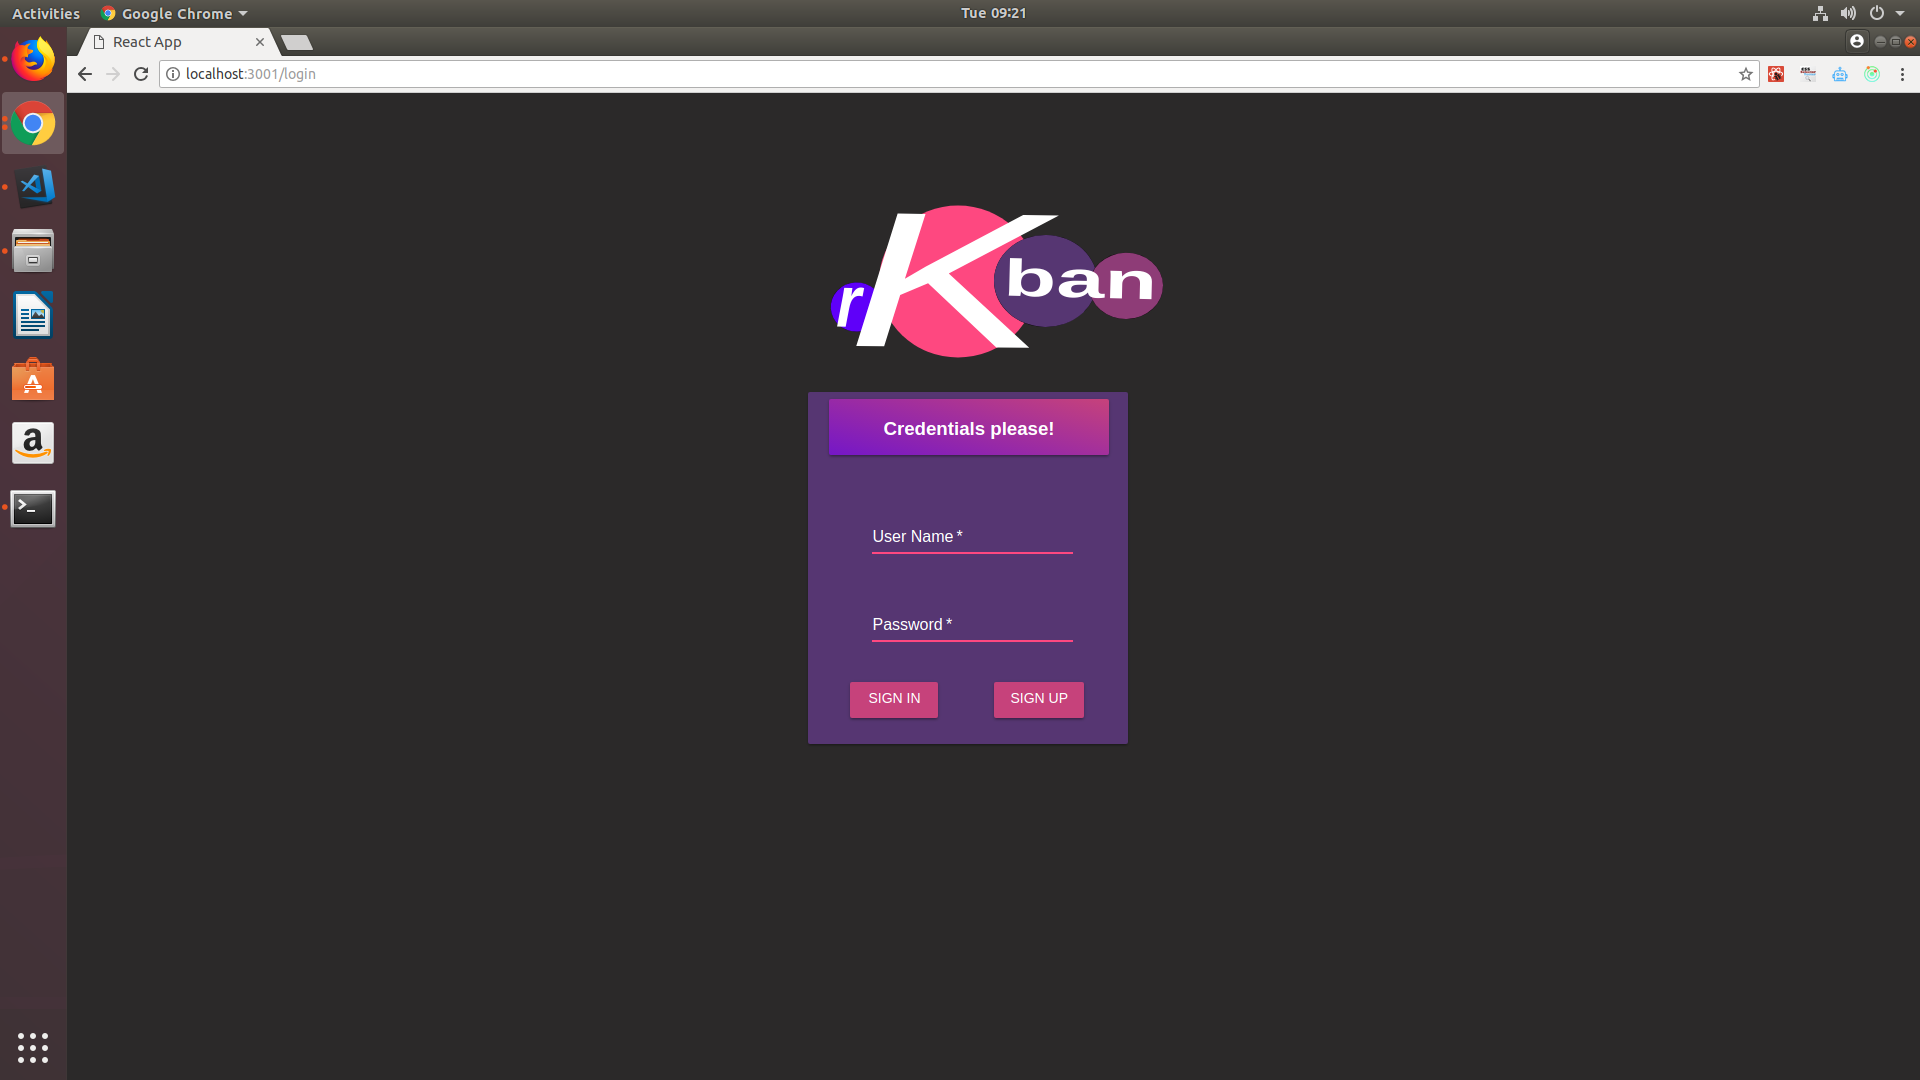 Activities Google Chrome Tue 09:21
React App
localhost:3001/login
rKban
Credentials please!
User Name *
Password *
SIGN IN SIGN UP